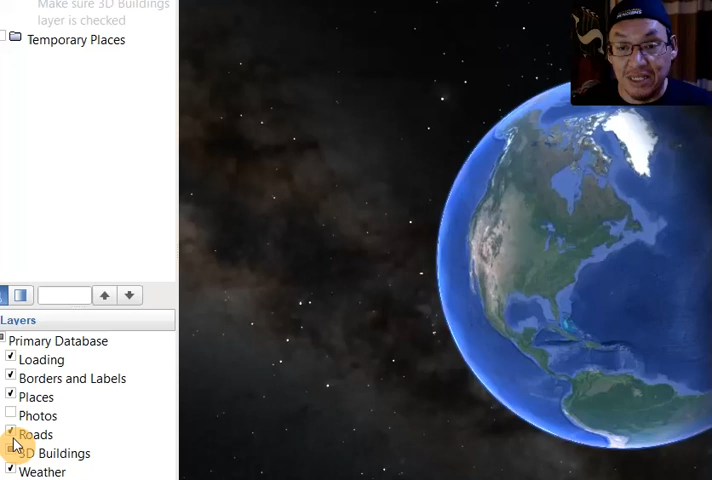 Make sure 3D Buildings
layer is checked
Temporary Places
Layers
Primary Database
Loading
Borders and Labels
Places
Photos
Roads
3D Buildings
Weather